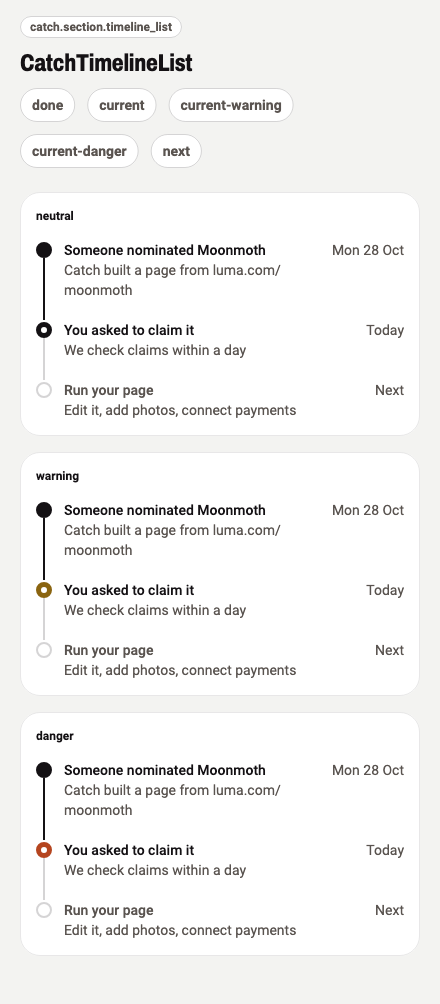 catch.section.timeline_list
CatchTimelineList
done
current
current-warning
current-danger
next
neutral
Someone nominated Moonmoth
Mon 28 Oct
Catch built a page from luma.com/
moonmoth
You asked to claim it
Today
We check claims within a day
Run your page
Next
Edit it, add photos, connect payments
warning
Someone nominated Moonmoth
Mon 28 Oct
Catch built a page from luma.com/
moonmoth
You asked to claim it
Today
We check claims within a day
Run your page
Next
Edit it, add photos, connect payments
danger
Someone nominated Moonmoth
Mon 28 Oct
Catch built a page from luma.com/
moonmoth
You asked to claim it
Today
We check claims within a day
Run your page
Next
Edit it, add photos, connect payments